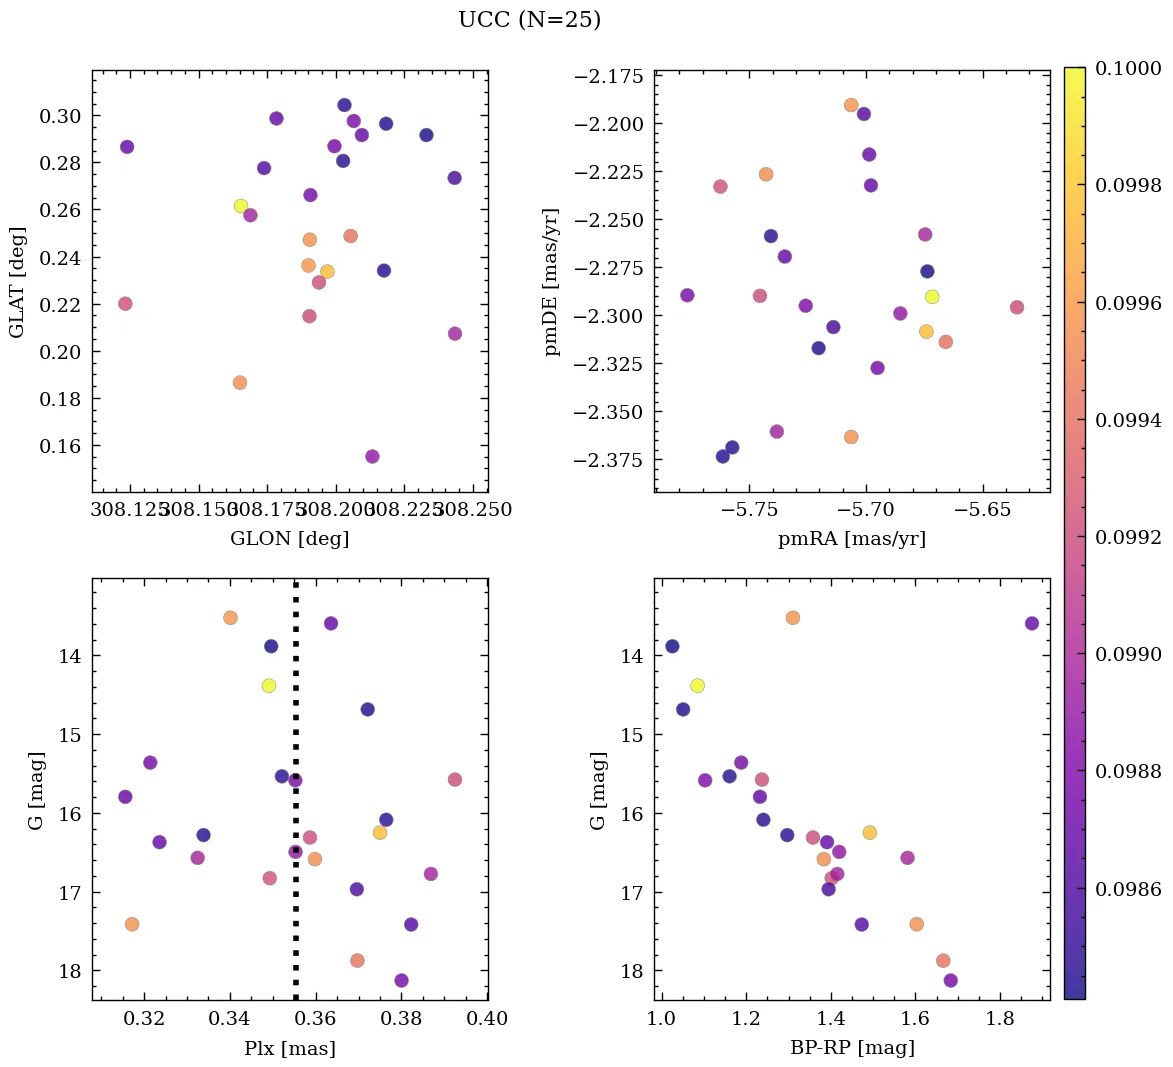 UCC (N=25)
0.30
0.28
0.26
0.24
0.22
0.20
0.18
0.16
GLAT [deg]
308.125 308.150 308.175 308.200 308.225 308.250
GLON [deg]
−2.175
−2.200
−2.225
−2.250
−2.275
−2.300
−2.325
−2.350
−2.375
pmDE [mas/yr]
−5.75 −5.70 −5.65
pmRA [mas/yr]
14
15
16
17
18
G [mag]
0.32 0.34 0.36 0.38 0.40
Plx [mas]
14
15
16
17
18
G [mag]
1.0 1.2 1.4 1.6 1.8
BP-RP [mag]
0.1000
0.0998
0.0996
0.0994
0.0992
0.0990
0.0988
0.0986